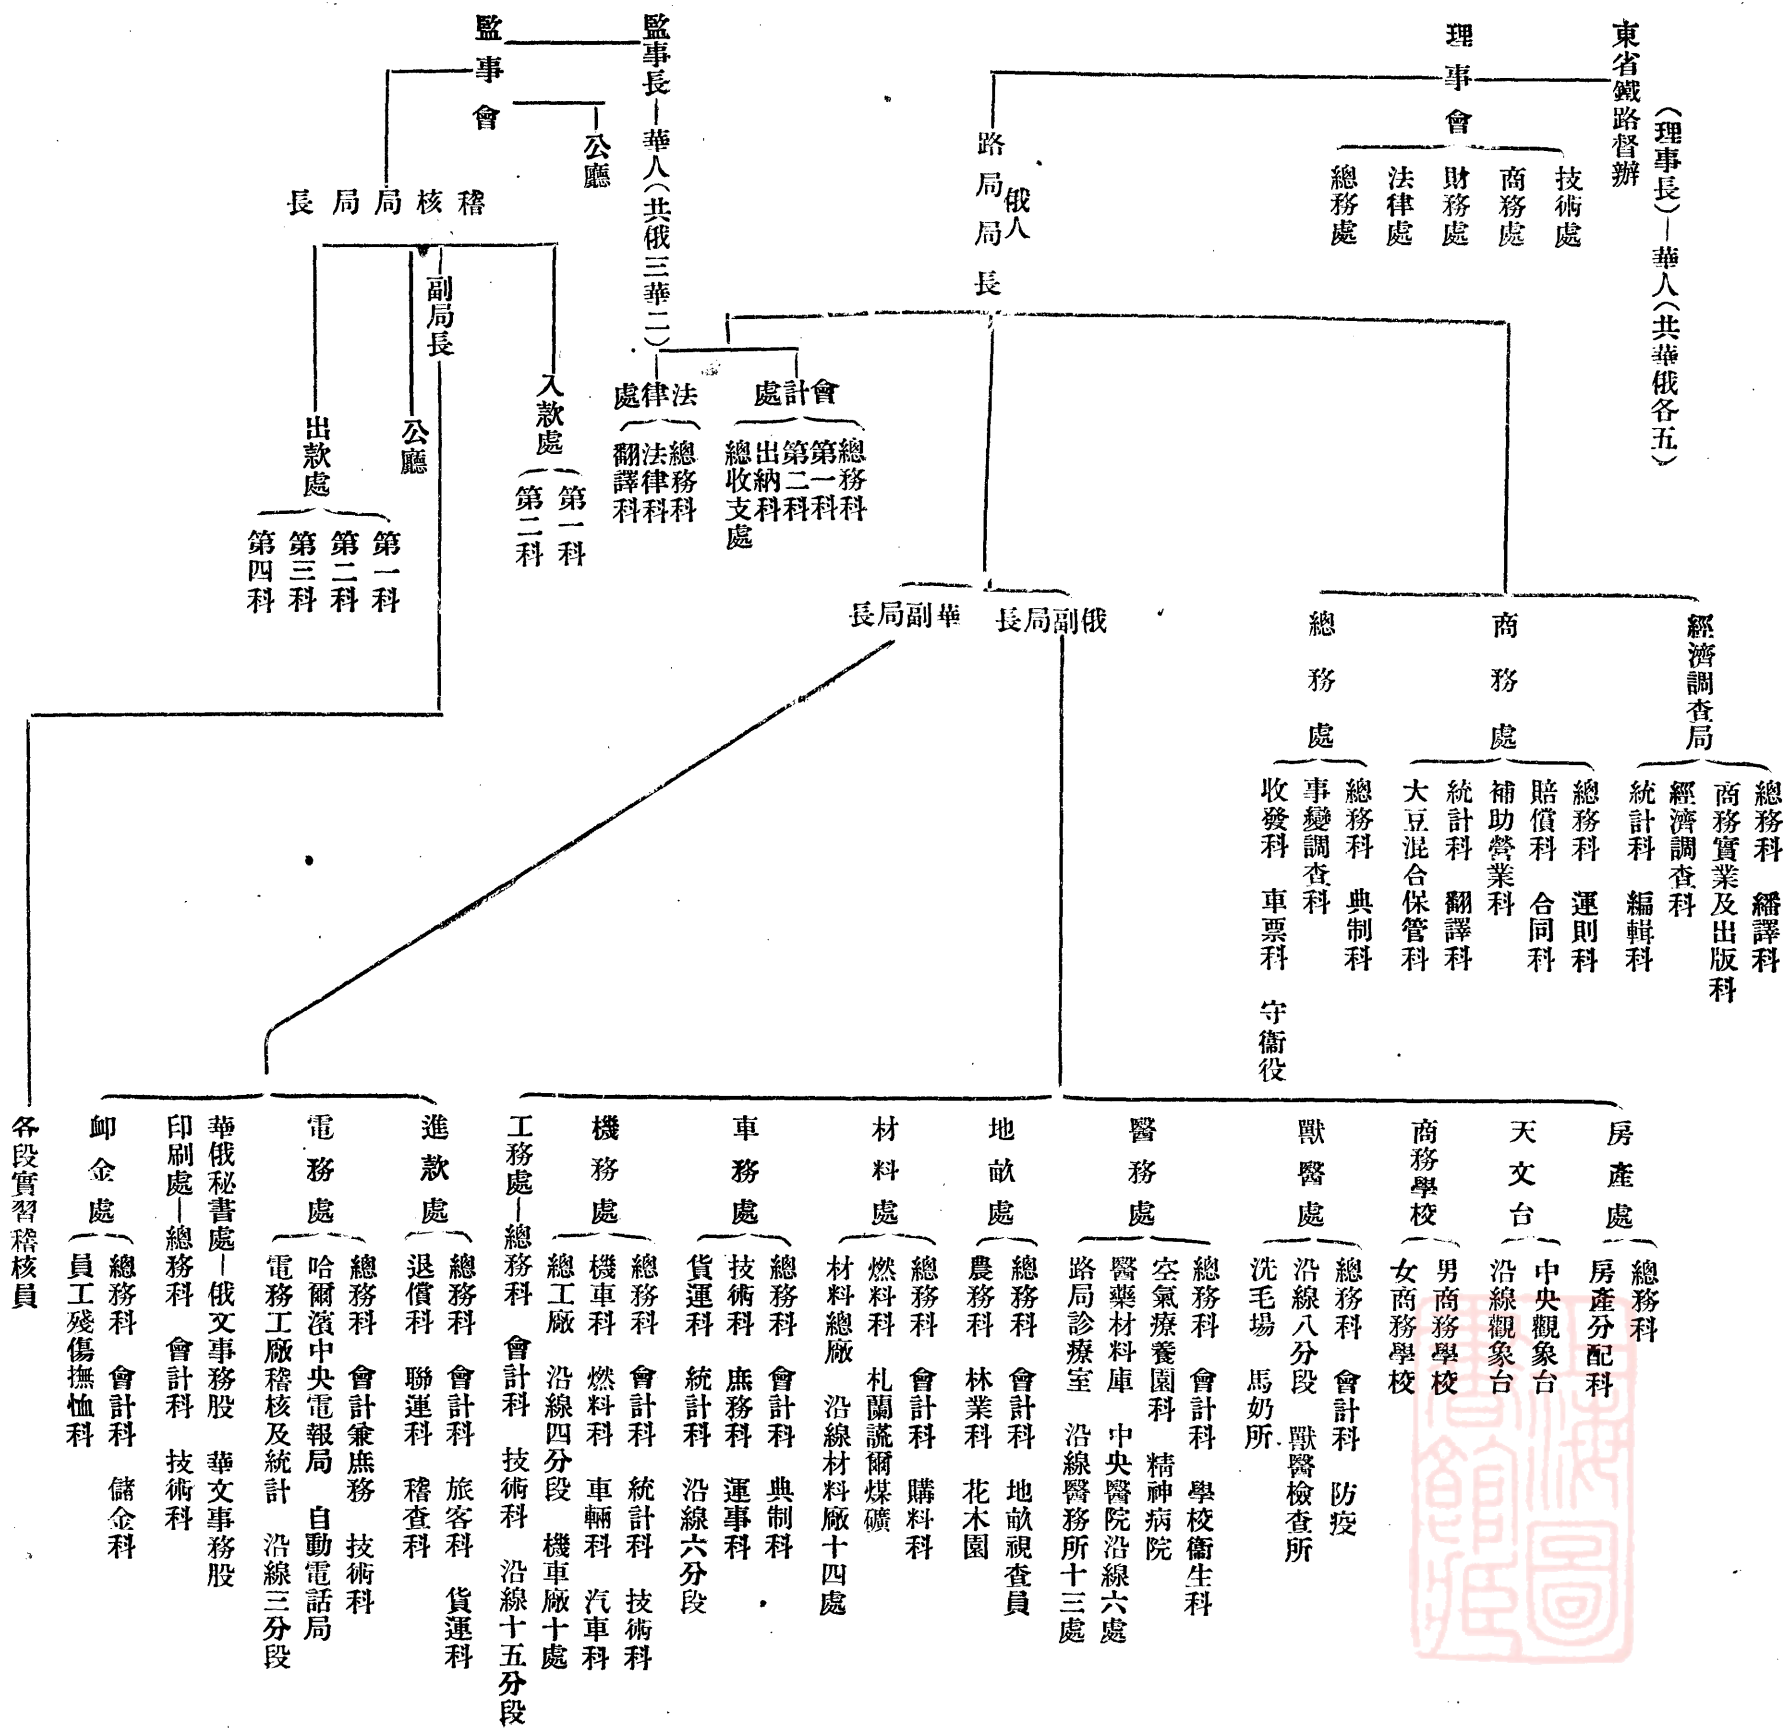 東省鐵路督辦
（理事長）—華人（共華俄各五）
理事會
技術處
商務處
財務處
法律處
總務處
路局局長
俄人
監事長—華人（共俄三華二）
監事會
公廳
稽核局局長
副局長
入款處
第一科
第二科
公廳
出款處
第一科
第二科
第三科
第四科
會計處
總務科
第一科
第二科
出納科
總收支處
法律處
總務科
法律科
翻譯科
經濟調查局
總務科　繙譯科
商務實業及出版科
經濟調查科
統計科　編輯科
商務處
總務科　運則科
賠償科　合同科
補助營業科
統計科　翻譯科
大豆混合保管科
總務處
總務科　典制科
事變調查科
收發科　車票科　守衞役
俄副局長
華副局長
房產處
總務科
房產分配科
天文台
中央觀象台
沿線觀象台
商務學校
男商務學校
女商務學校
獸醫處
總務科　會計科　防疫
沿線八分段　獸醫檢查所
洗毛場　馬奶所
醫務處
總務科　會計科　學校衞生科
空氣療養園科　精神病院
醫藥材料庫　中央醫院沿線六處
路局診療室　沿線醫務所十三處
地畝處
總務科　會計科　地畝視查員
農務科　林業科　花木園
材料處
總務科　會計科　購料科
燃料科　札蘭諾爾煤礦
材料總廠　沿線材料廠十四處
車務處
總務科　會計科　典制科
技術科　庶務科　運事科
貨運科　統計科　沿線六分段
機務處
總務科　會計科　統計科　技術科
機車科　燃料科　車輛科　汽車科
總工廠　沿線四分段　機車廠十處
工務處—總務科　會計科　技術科　沿線十五分段
進款處
總務科　會計科　旅客科　貨運科
退償科　聯運科　稽查科
電務處
總務科　會計兼庶務　技術科
哈爾濱中央電報局　自動電話局
電務工廠稽核及統計　沿線三分段
華俄秘書處—俄文事務股　華文事務股
印刷處—總務科　會計科　技術科
卹金處
總務科　會計科　儲金科
員工殘傷撫恤科
各段實習稽核員
上海圖書館藏